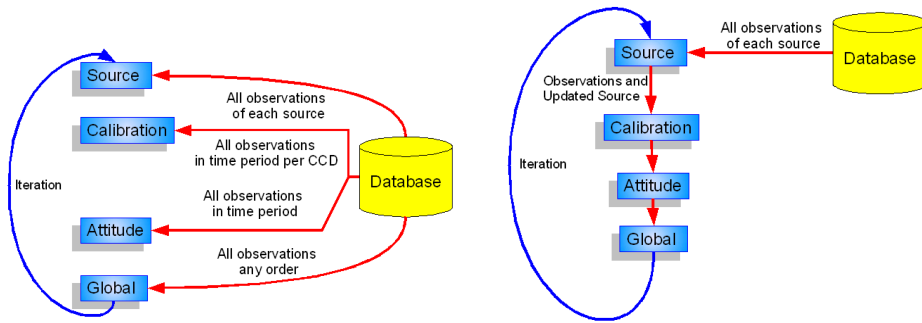 Source
All observations
of each source
Calibration
All observations
in time period per CCD
Iteration
Database
All observations
in time period
Attitude
All observations
any order
Global
All observations
of each source
Source
Database
Observations and
Updated Source
Calibration
Iteration
Attitude
Global